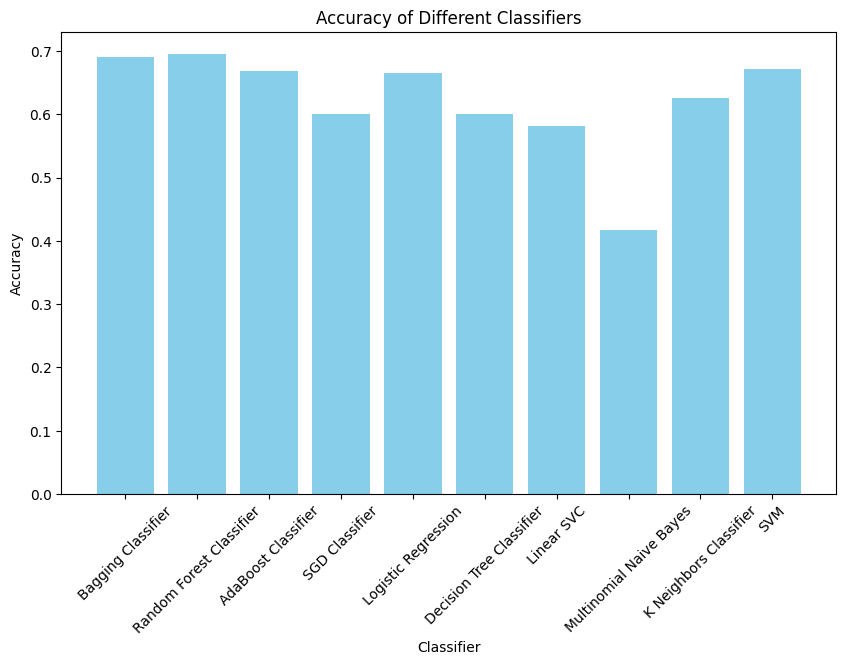 Accuracy of Different Classifiers
0.7
0.6
0.5
0.4
0.3
0.2
0.1
0.0
Accuracy
Bagging Classifier
Random Forest Classifier
AdaBoost Classifier
SGD Classifier
Logistic Regression
Decision Tree Classifier
Linear SVC
Multinomial Naive Bayes
K Neighbors Classifier
SVM
Classifier